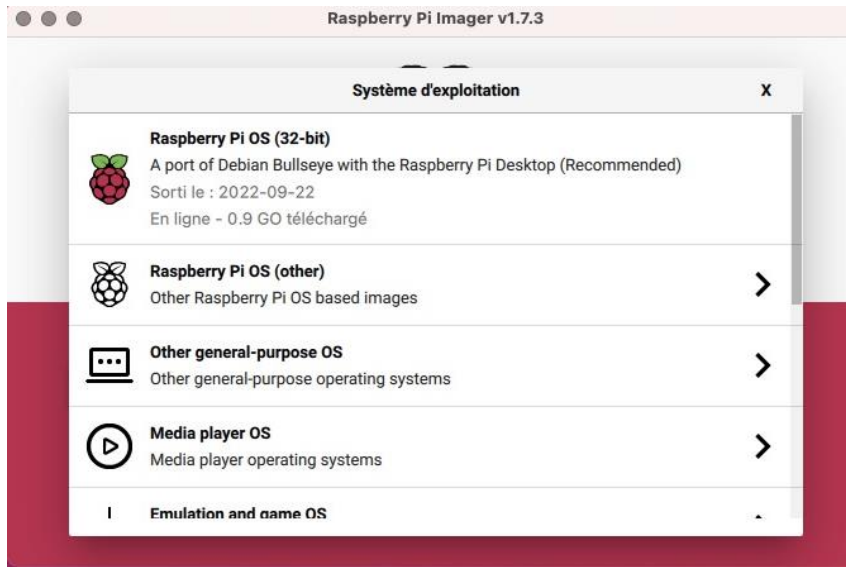 Raspberry Pi Imager v1.7.3
Système d'exploitation
X
Raspberry Pi OS (32-bit)
A port of Debian Bullseye with the Raspberry Pi Desktop (Recommended)
Sorti le : 2022-09-22
En ligne - 0.9 GO téléchargé
Raspberry Pi OS (other)
Other Raspberry Pi OS based images
Other general-purpose OS
Other general-purpose operating systems
Media player OS
Media player operating systems
Emulation and game OS